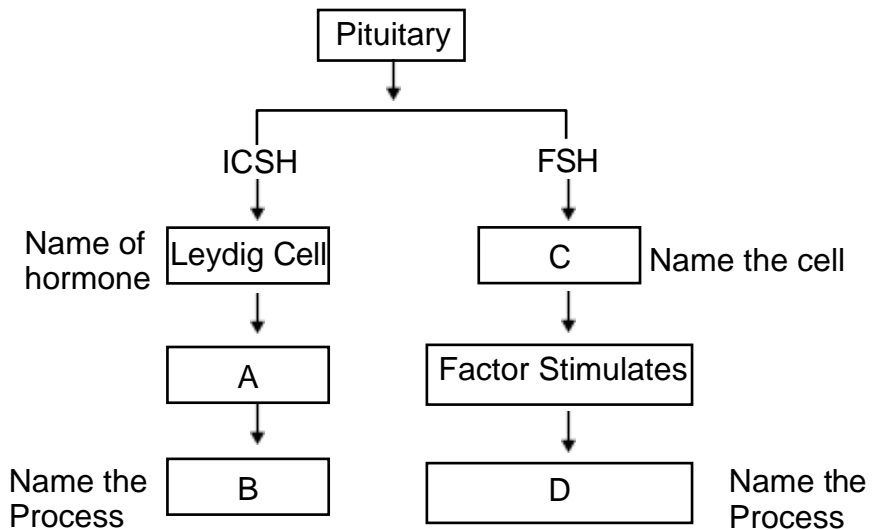 Pituitary
ICSH
FSH
Name of
hormone
Leydig Cell
C
Name the cell
A
Factor Stimulates
Name the
Process
B
D
Name the
Process